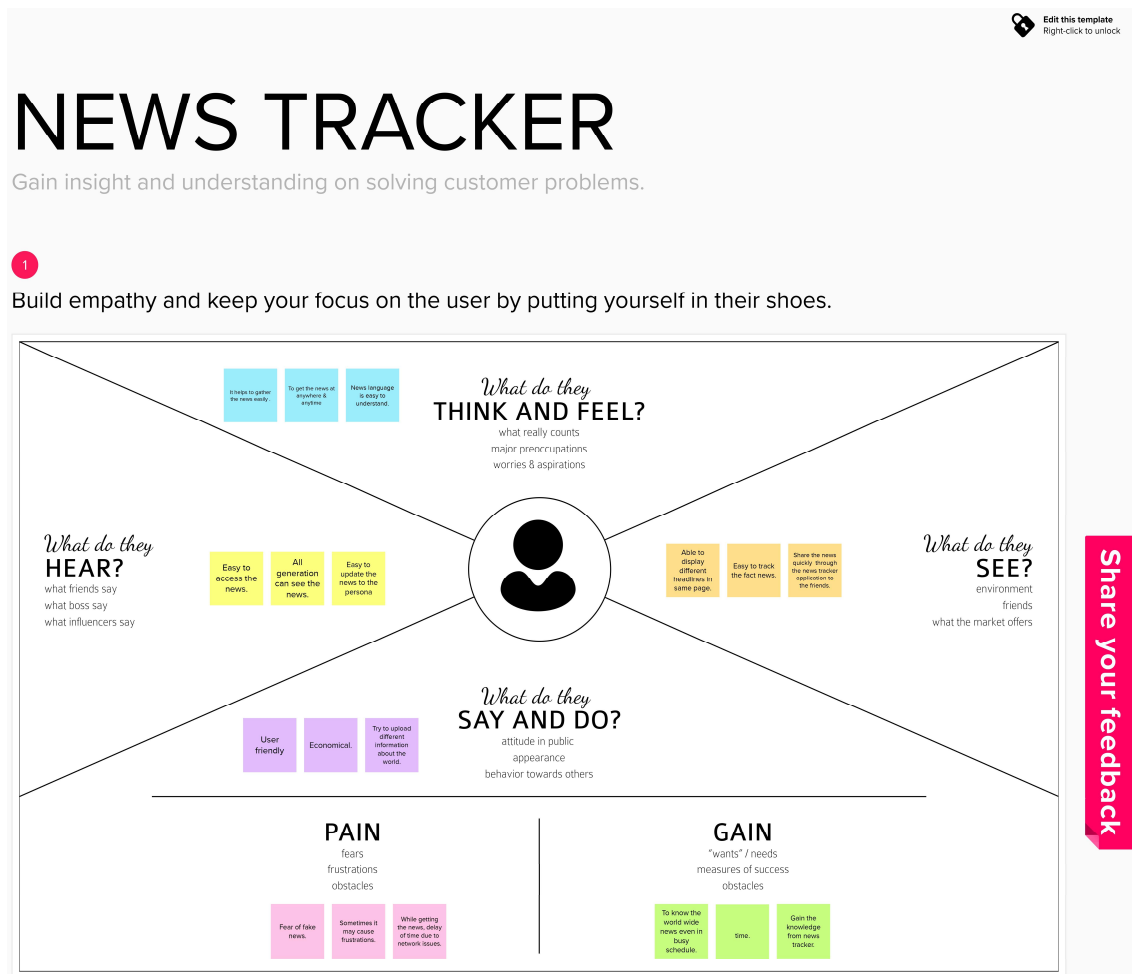 Edit this template
Right-click to unlock
NEWS TRACKER
Gain insight and understanding on solving customer problems.
1
Build empathy and keep your focus on the user by putting yourself in their shoes.
It helps to gather
the news easily.
To get the news at
anywhere &
anytime
News language
is easy to
understand.
What do they
THINK AND FEEL?
what really counts
major preoccupations
worries & aspirations
What do they
HEAR?
what friends say
what boss say
what influencers say
Easy to
access the
news.
All
generation
can see the
news.
Easy to
update the
news to the
persona
Able to
display
different
headlines in
same page.
Easy to track
the fact news.
Share the news
quickly through
the news tracker
application to
the friends.
What do they
SEE?
environment
friends
what the market offers
Share your feedback
What do they
SAY AND DO?
attitude in public
appearance
behavior towards others
User
friendly
Economical.
Try to upload
different
information
about the
world.
PAIN
fears
frustrations
obstacles
Fear of fake
news.
Sometimes it
may cause
frustrations.
While getting
the news, delay
of time due to
network issues.
GAIN
"wants" / needs
measures of success
obstacles
To know the
world wide
news even in
busy
schedule.
time.
Gain the
knowledge
from news
tracker.